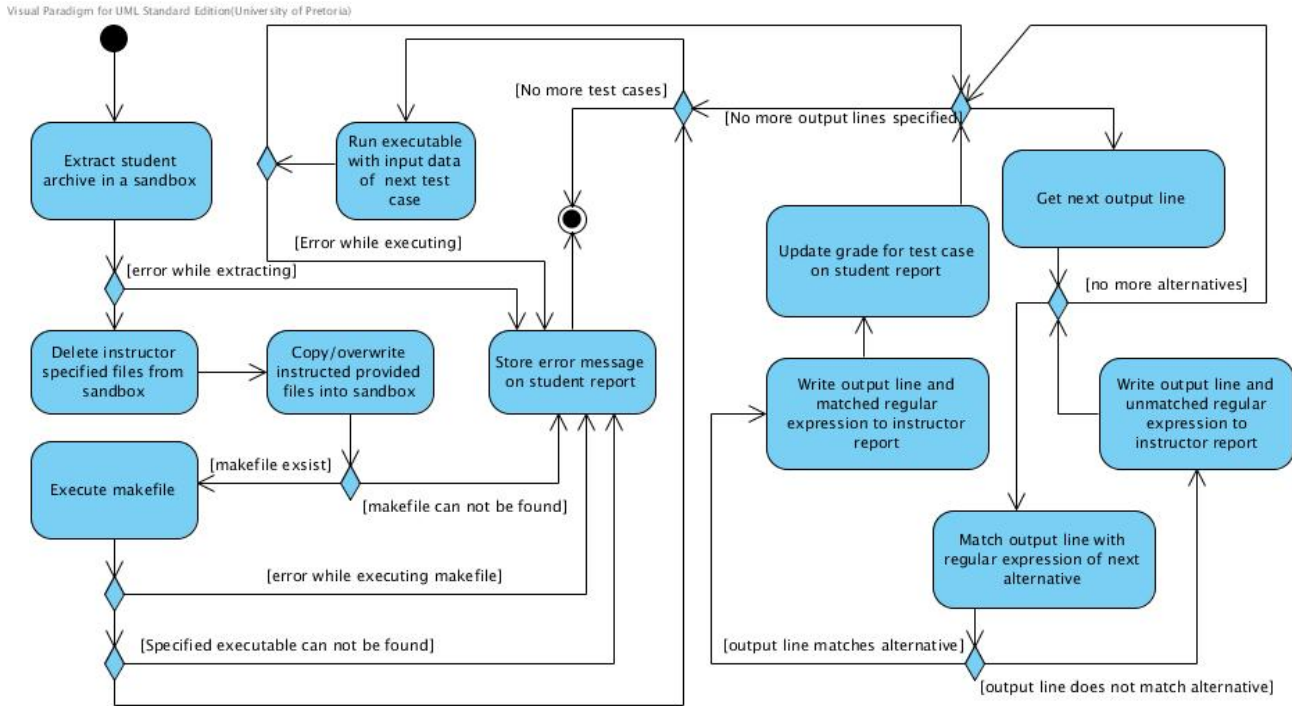 Visual Paradigm for UML Standard Edition(University of Pretoria)
Extract student
archive in a sandbox
[error while extracting]
Delete instructor
specified files from
sandbox
Copy/overwrite
instructed provided
files into sandbox
[makefile exsist]
[makefile can not be found]
Execute makefile
[error while executing makefile]
[Specified executable can not be found]
Run executable
with input data
of next test
case
[Error while executing]
[No more test cases]
Store error message
on student report
[No more output lines specified]
Get next output line
[no more alternatives]
Update grade for test case
on student report
Write output line and
matched regular
expression to instructor
report
Write output line and
unmatched regular
expression to
instructor report
Match output line with
regular expression of next
alternative
[output line matches alternative]
[output line does not match alternative]